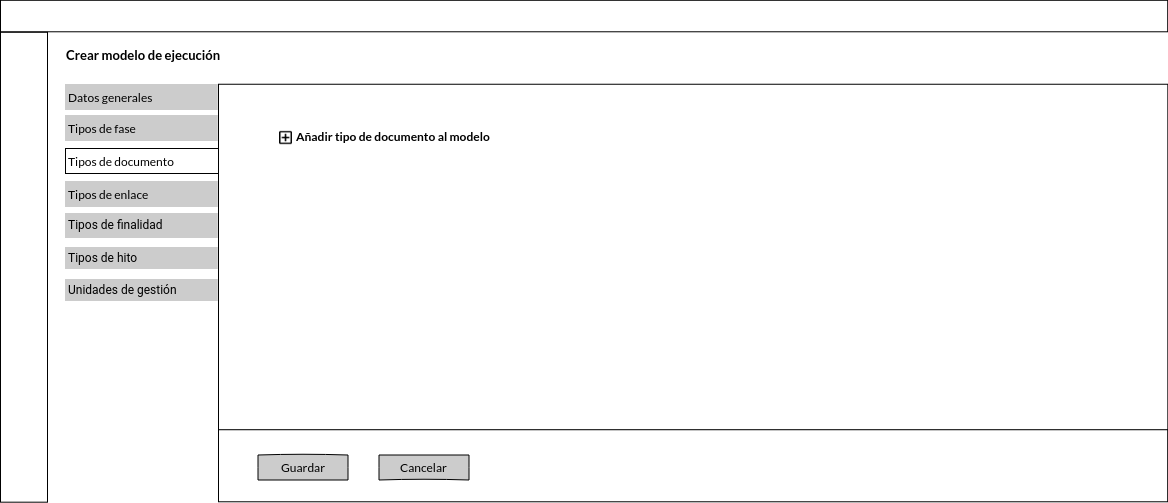 Crear modelo de ejecución
Datos generales
Tipos de fase
Tipos de documento
Tipos de enlace
Tipos de finalidad
Tipos de hito
Unidades de gestión
Añadir tipo de documento al modelo
Guardar
Cancelar